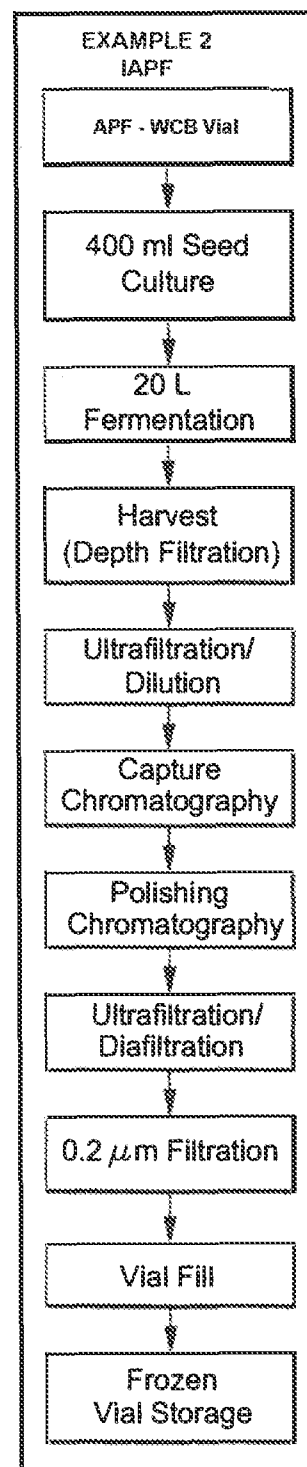 EXAMPLE 2
IAPF
APF - WCB Vial
400 ml Seed
Culture
20 L
Fermentation
Harvest
(Depth Filtration)
Ultrafiltration/
Dilution
Capture
Chromatography
Polishing
Chromatography
Ultrafiltration/
Diafiltration
0.2 μm Filtration
Vial Fill
Frozen
Vial Storage